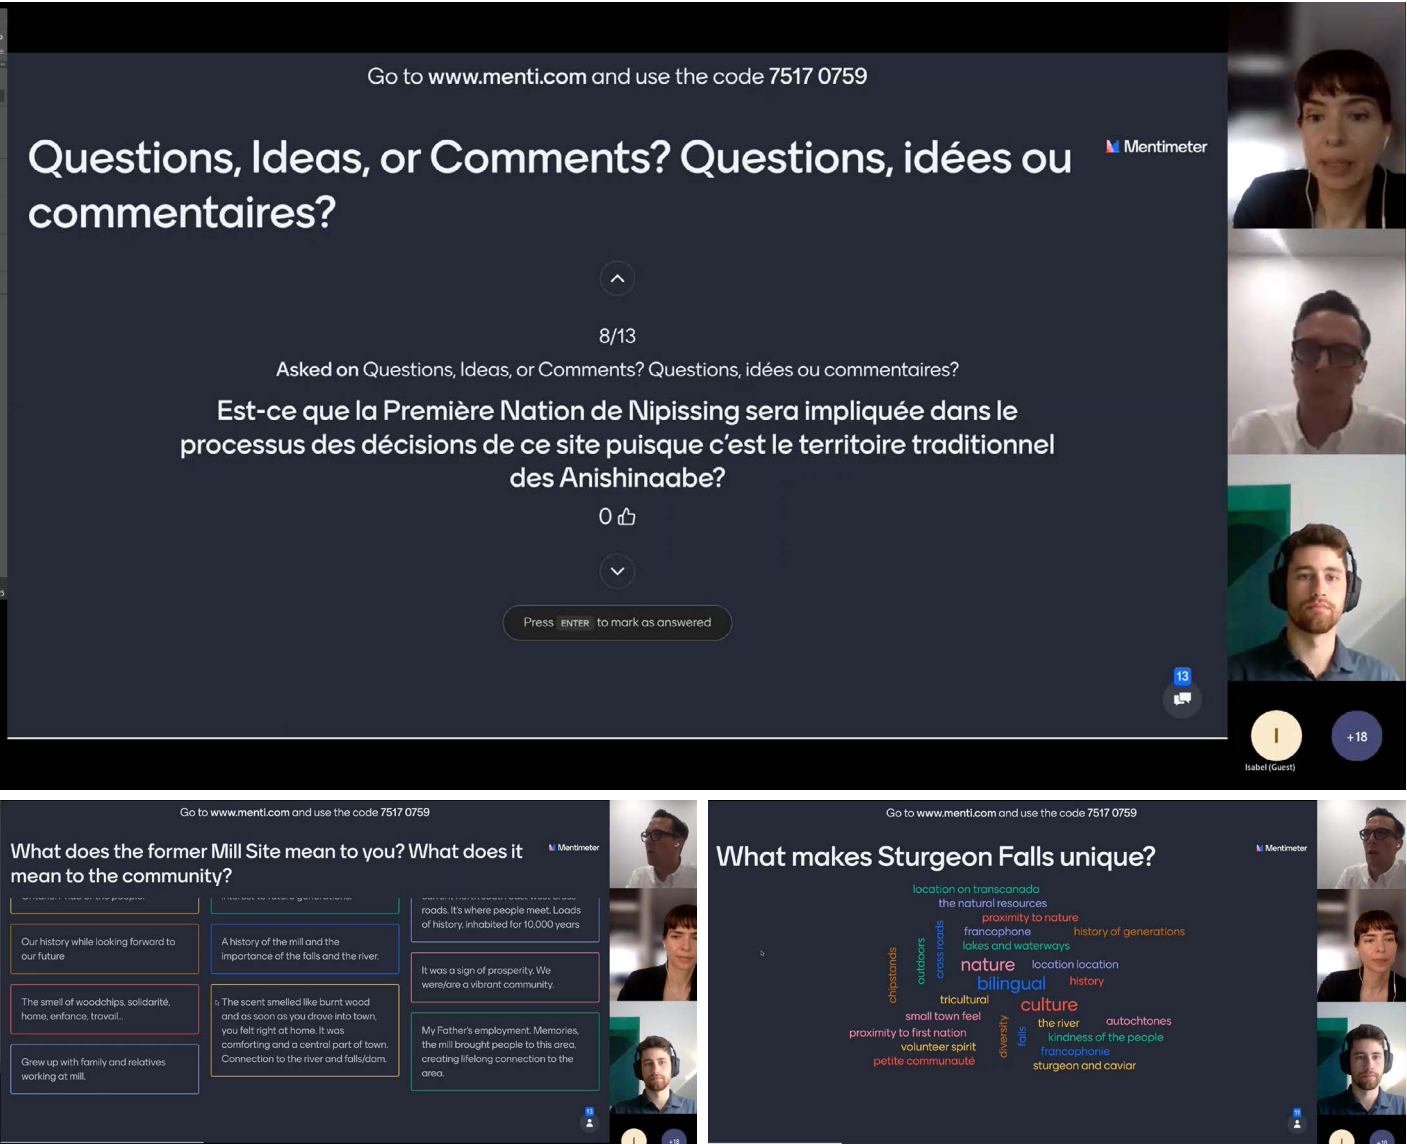 Go to www.menti.com and use the code 7517 0759
Questions, Ideas, or Comments? Questions, idées ou
commentaires?
Mentimeter
8/13
Asked on Questions, Ideas, or Comments? Questions, idées ou commentaires?
Est-ce que la Première Nation de Nipissing sera impliquée dans le
processus des décisions de ce site puisque c'est le territoire traditionnel
des Anishinaabe?
0
Press ENTER to mark as answered
13
I
+18
Isabel (Guest)
Go to www.menti.com and use the code 7517 0759
What does the former Mill Site mean to you? What does it
mean to the community?
Mentimeter
Our history while looking forward to
our future
The smell of woodchips, solidarité,
home, enfance, travail...
Grew up with family and relatives
working at mill.
A history of the mill and the
importance of the falls and the river.
The scent smelled like burnt wood
and as soon as you drove into town,
you felt right at home. It was
comforting and a central part of town.
Connection to the river and falls/dam.
roads. It's where people meet. Loads
of history, inhabited for 10,000 years
It was a sign of prosperity. We
were/are a vibrant community.
My Father's employment. Memories,
the mill brought people to this area,
creating lifelong connection to the
area.
13
I
+18
Go to www.menti.com and use the code 7517 0759
What makes Sturgeon Falls unique?
Mentimeter
location on transcanada
the natural resources
proximity to nature
francophone
history of generations
lakes and waterways
chipstands
outdoors
cross roads
nature
location location
bilingual
history
tricultural
culture
small town feel
the river
autochtones
proximity to first nation
diversity
falls
kindness of the people
volunteer spirit
francophonie
petite communauté
sturgeon and caviar
11
I
+18